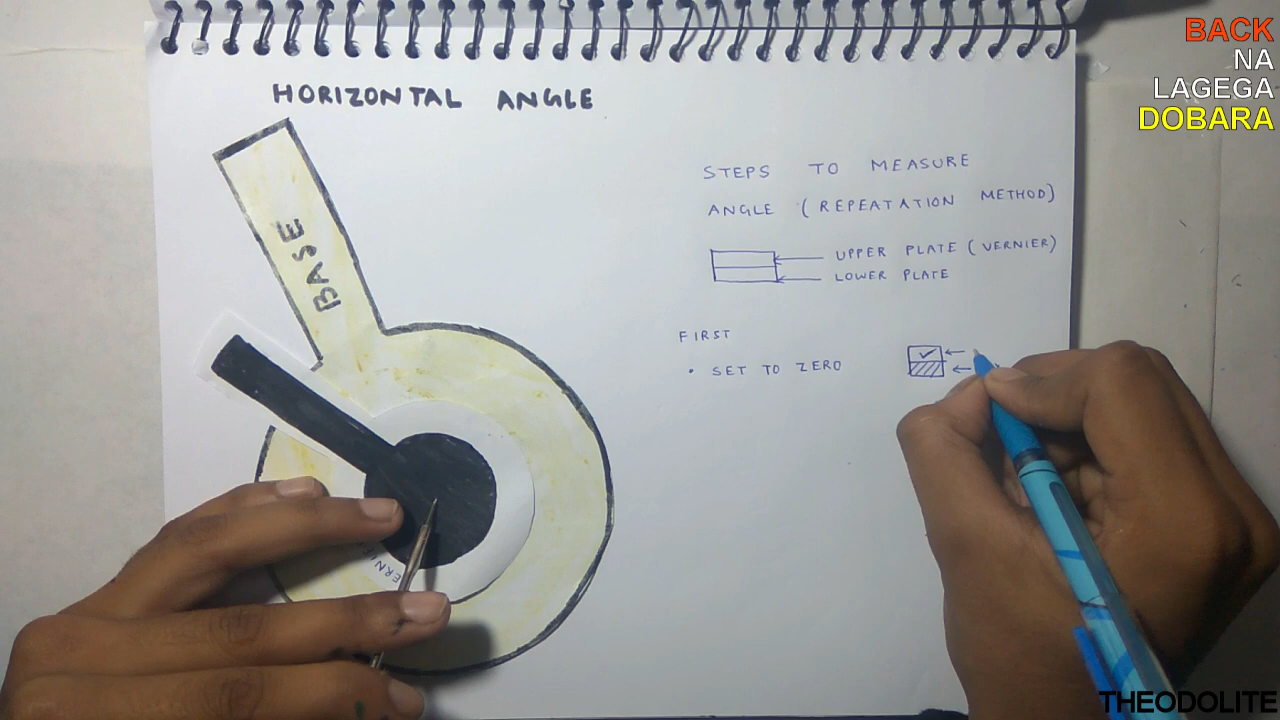 BACK
NA
LAGEGA
DOBARA
HORIZONTAL ANGLE
BASE
STEPS TO MEASURE
ANGLE (REPEATATION METHOD)
UPPER PLATE (VERNIER)
LOWER PLATE
FIRST
• SET TO ZERO
THEODOLITE